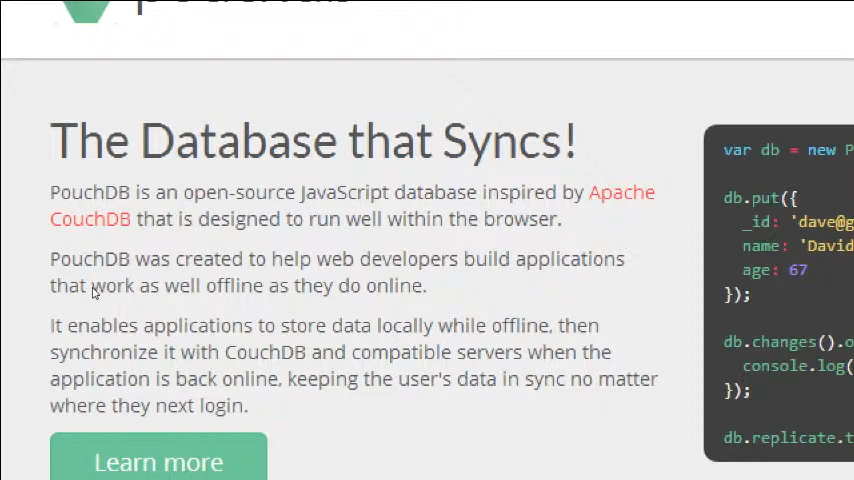 The Database that Syncs!
PouchDB is an open-source JavaScript database inspired by Apache
CouchDB that is designed to run well within the browser.
PouchDB was created to help web developers build applications
that work as well offline as they do online.
It enables applications to store data locally while offline, then
synchronize it with CouchDB and compatible servers when the
application is back online, keeping the user's data in sync no matter
where they next login.
Learn more
var db = new P
db.put({
_id: 'dave@g
name: 'David
age: 67
});
db.changes().o
console.log(
});
db.replicate.t